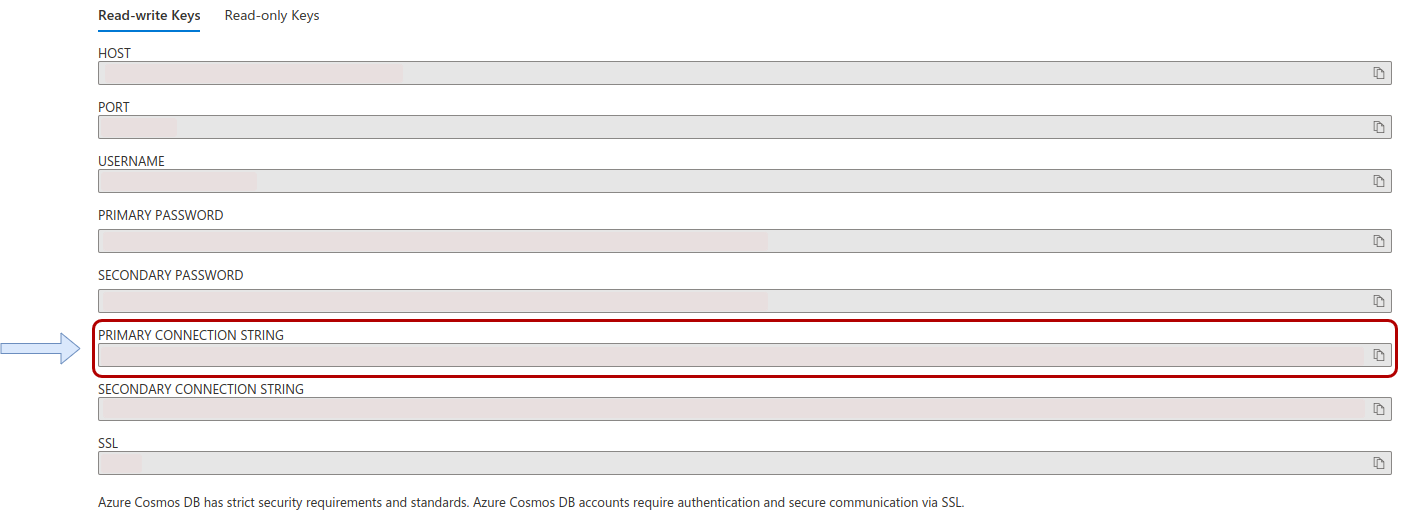 Read-write Keys Read-only Keys
HOST
PORT
USERNAME
PRIMARY PASSWORD
SECONDARY PASSWORD
PRIMARY CONNECTION STRING
SECONDARY CONNECTION STRING
SSL
Azure Cosmos DB has strict security requirements and standards. Azure Cosmos DB accounts require authentication and secure communication via SSL.